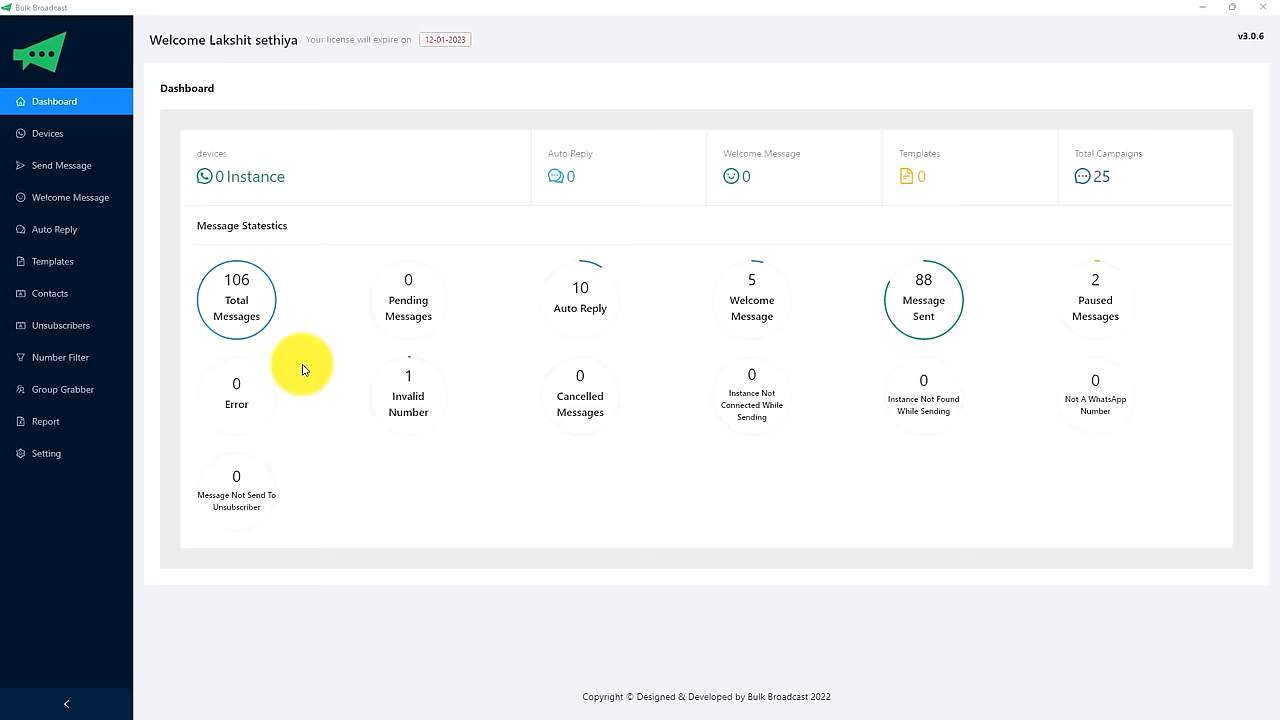 Bulk Broadcast
Welcome Lakshit sethiya Your license will expire on 12-01-2023 v3.0.6
Dashboard
Devices
Send Message
Welcome Message
Auto Reply
Templates
Contacts
Unsubscribers
Number Filter
Group Grabber
Report
Setting
Dashboard
devices
0 Instance
Auto Reply
0
Welcome Message
0
Templates
0
Total Campaigns
25
Message Statestics
106
Total
Messages
0
Pending
Messages
10
Auto Reply
5
Welcome
Message
88
Message
Sent
2
Paused
Messages
0
Error
1
Invalid
Number
0
Cancelled
Messages
0
Instance Not
Connected While
Sending
0
Instance Not Found
While Sending
0
Not A WhatsApp
Number
0
Message Not Send To
Unsubscriber
Copyright © Designed & Developed by Bulk Broadcast 2022